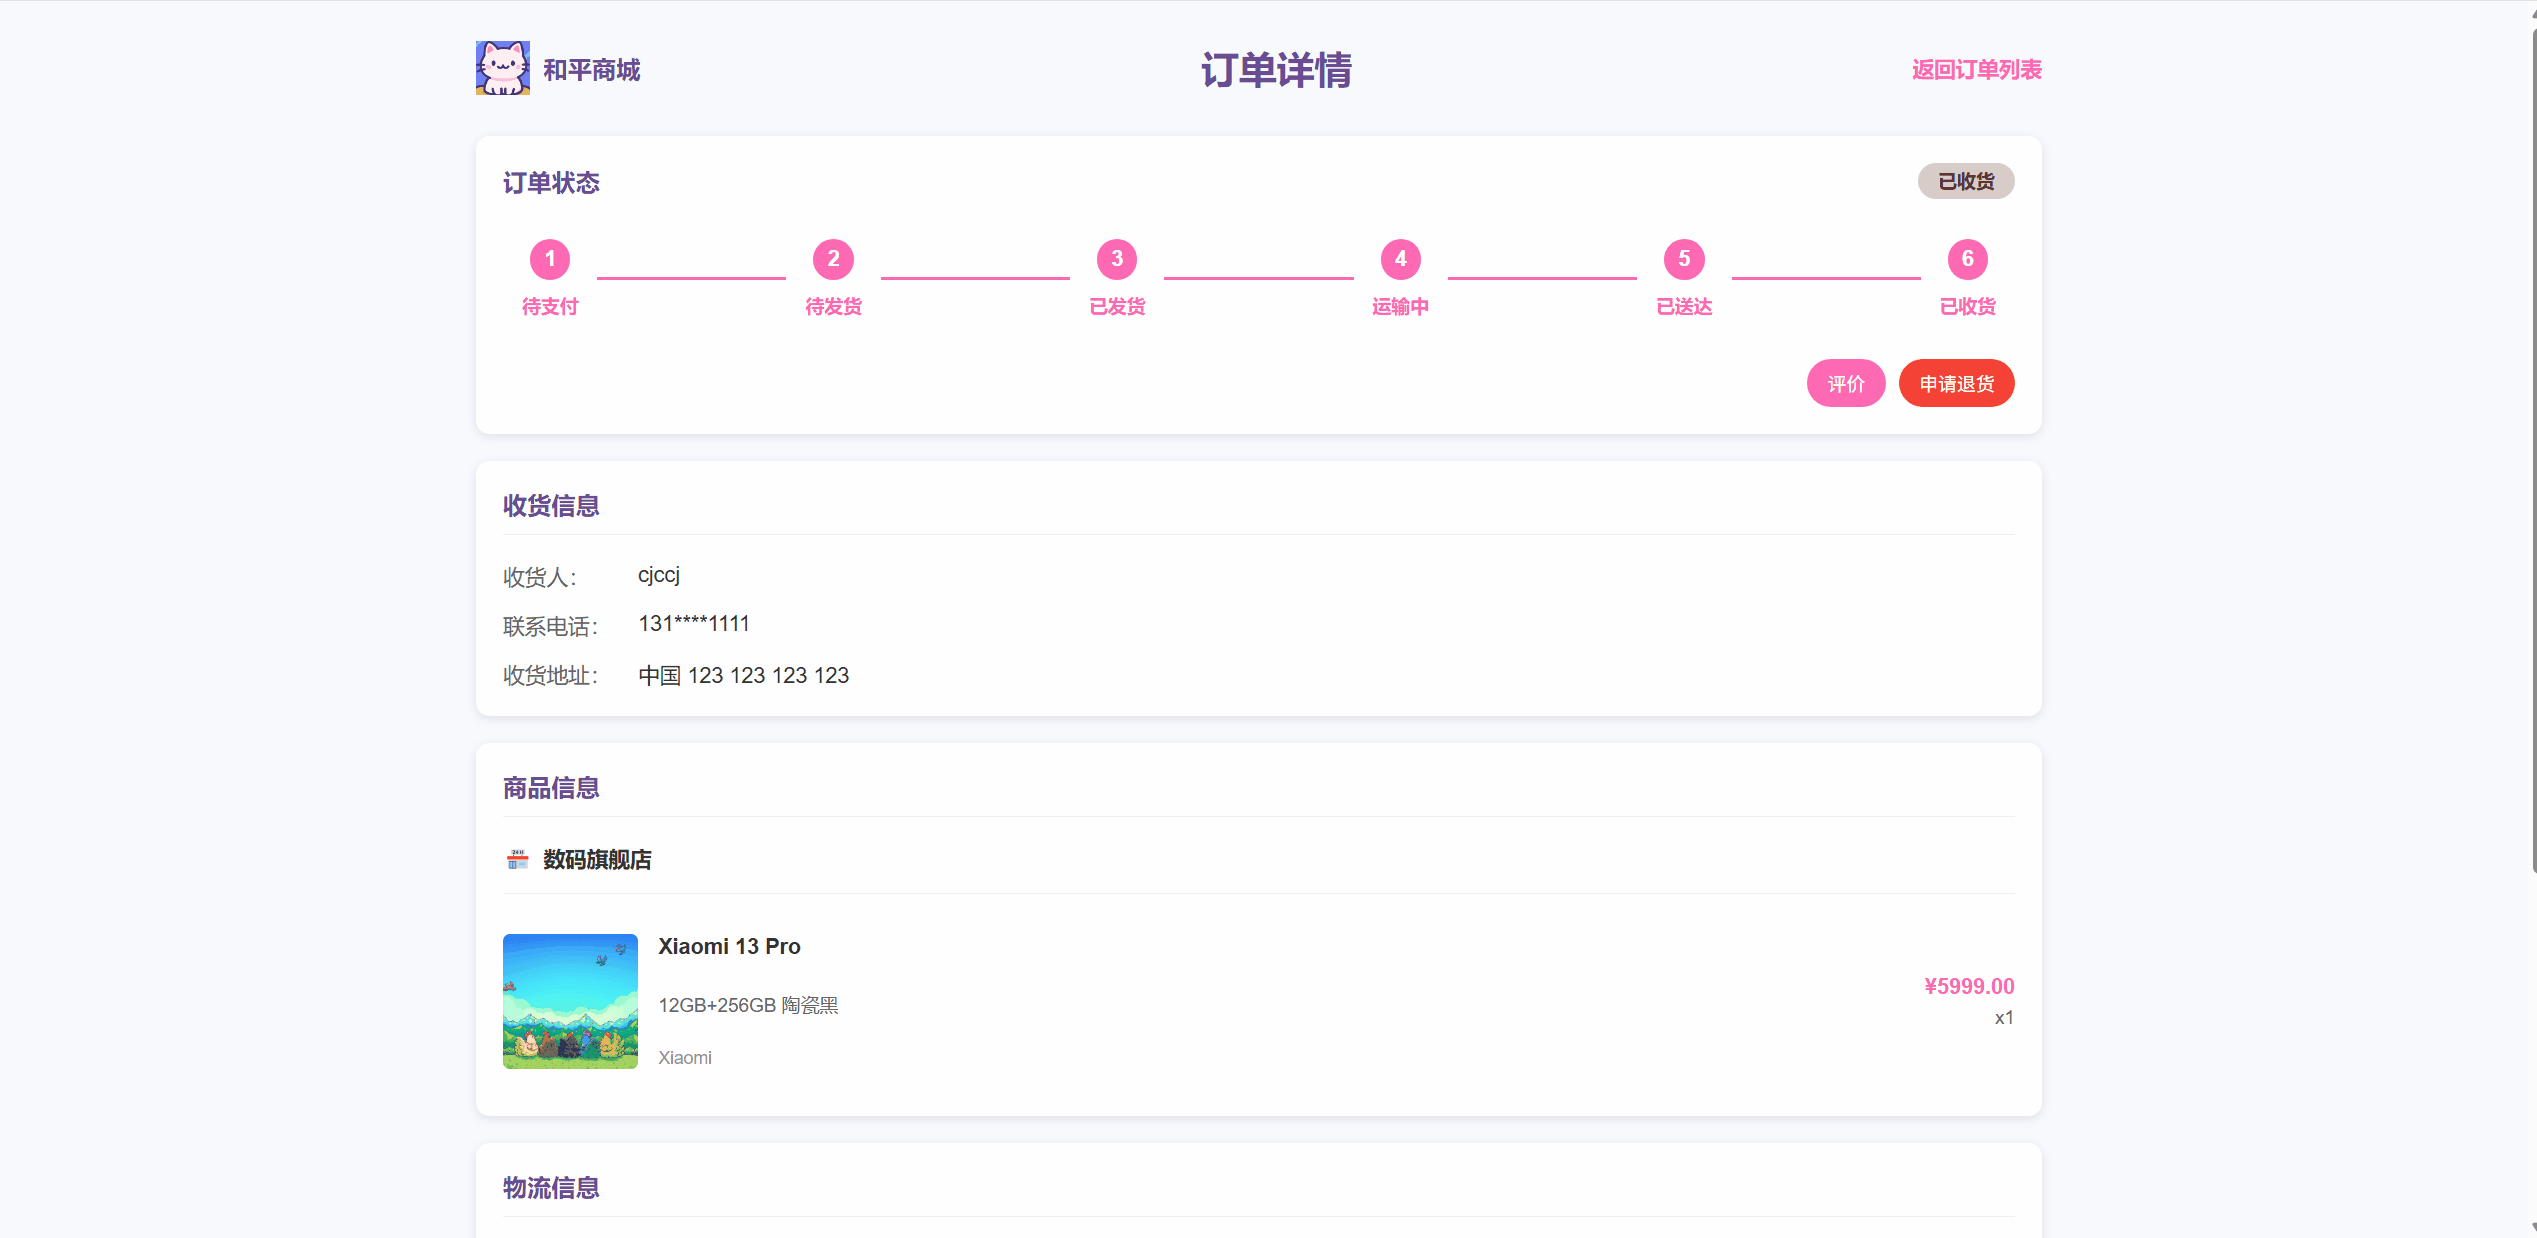 和平商城
订单详情
返回订单列表
订单状态
已收货
1
2
3
4
5
6
待支付
待发货
已发货
运输中
已送达
已收货
评价
申请退货
收货信息
收货人：
cjccj
联系电话：
131****1111
收货地址：
中国 123 123 123 123
商品信息
数码旗舰店
Xiaomi 13 Pro
12GB+256GB 陶瓷黑
Xiaomi
¥5999.00
x1
物流信息